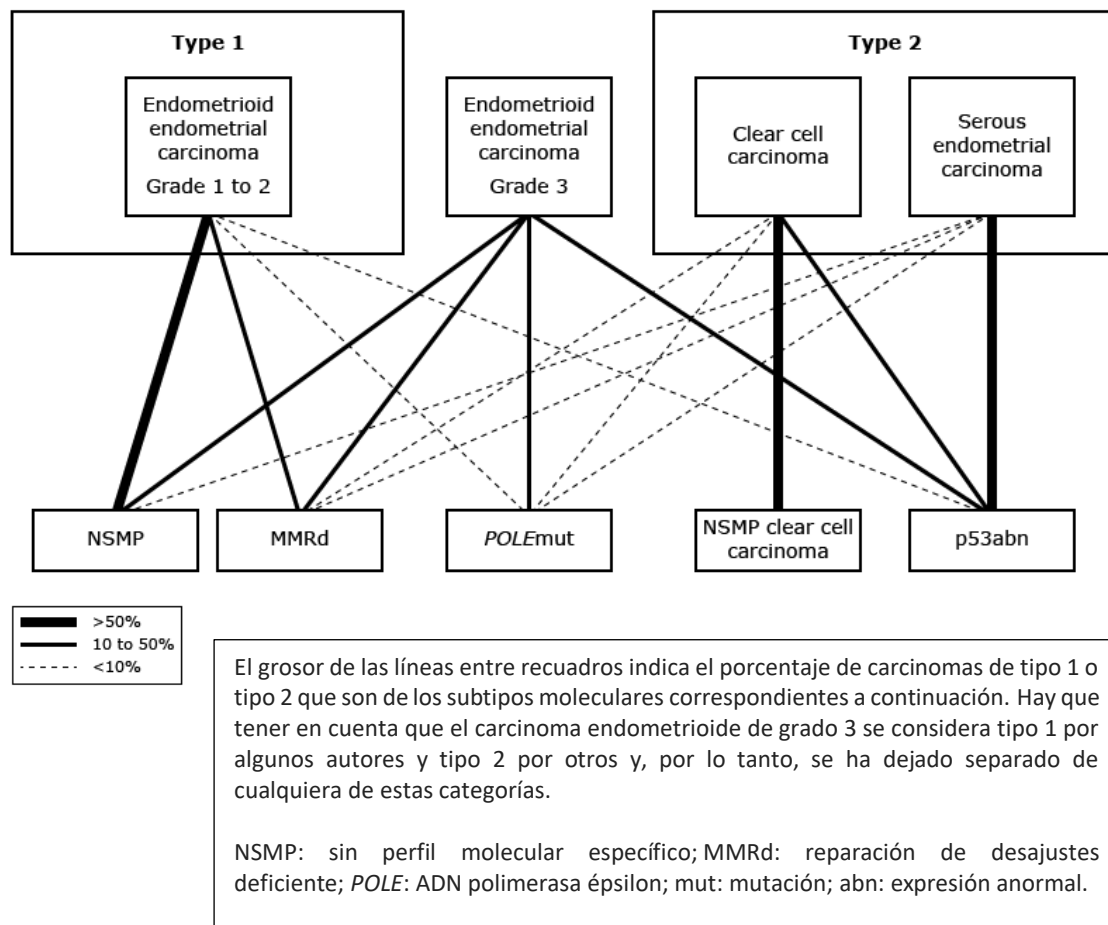 Type 1
Type 2
Endometrioid
endometrial
carcinoma
Grade 1 to 2
Endometrioid
endometrial
carcinoma
Grade 3
Clear cell
carcinoma
Serous
endometrial
carcinoma
NSMP
MMRd
POLEmut
NSMP clear cell
carcinoma
p53abn
>50%
10 to 50%
<10%
El grosor de las líneas entre recuadros indica el porcentaje de carcinomas de tipo 1 o
tipo 2 que son de los subtipos moleculares correspondientes a continuación. Hay que
tener en cuenta que el carcinoma endometrioide de grado 3 se considera tipo 1 por
algunos autores y tipo 2 por otros y, por lo tanto, se ha dejado separado de
cualquiera de estas categorías.
NSMP: sin perfil molecular específico; MMRd: reparación de desajustes
deficiente; POLE: ADN polimerasa épsilon; mut: mutación; abn: expresión anormal.